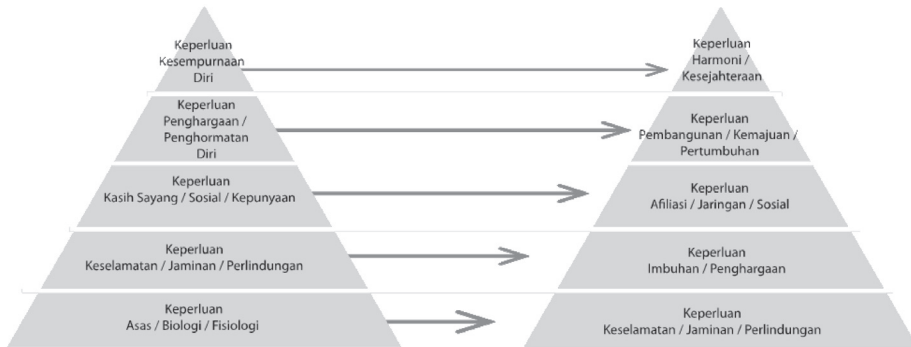 Keperluan
Kesempurnaan
Diri
Keperluan
Penghargaan /
Penghormatan
Diri
Keperluan
Kasih Sayang / Sosial / Kepunyaan
Keperluan
Keselamatan / Jaminan / Perlindungan
Keperluan
Asas / Biologi / Fisiologi
Keperluan
Harmoni /
Kesejahteraan
Keperluan
Pembangunan / Kemajuan /
Pertumbuhan
Keperluan
Afiliasi / Jaringan / Sosial
Keperluan
Imbuhan / Penghargaan
Keperluan
Keselamatan / Jaminan / Perlindungan